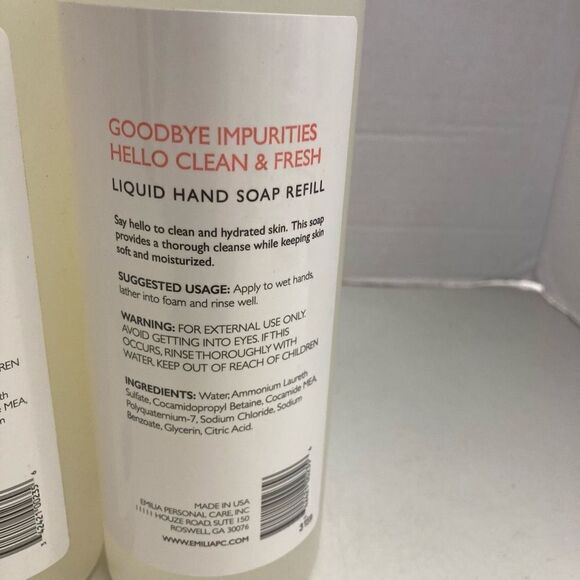 GOODBYE IMPURITIES
HELLO CLEAN & FRESH
LIQUID HAND SOAP REFILL
Say hello to clean and hydrated skin. This soap
provides a thorough cleanse while keeping skin
soft and moisturized.
SUGGESTED USAGE: Apply to wet hands,
lather into foam and rinse well.
WARNING: FOR EXTERNAL USE ONLY.
AVOID GETTING INTO EYES. IF THIS
OCCURS, RINSE THOROUGHLY WITH
WATER. KEEP OUT OF REACH OF CHILDREN
INGREDIENTS: Water, Ammonium Laureth
Sulfate, Cocamidopropyl Betaine, Cocamide MEA,
Polyquaternium-7, Sodium Chloride, Sodium
Benzoate, Glycerin, Citric Acid.
MADE IN USA
EMILIA PERSONAL CARE, INC
11111 HOUZE ROAD, SUTE 150
ROSWELL, GA 30076
WWW.EMILIAPC.COM
MEA,